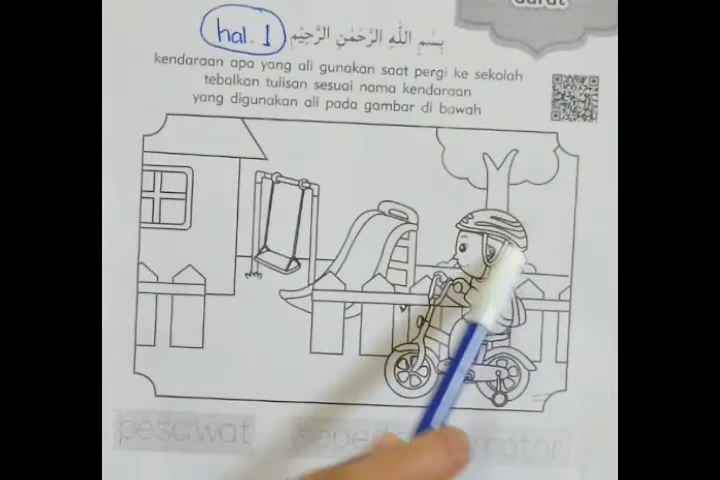 darat
hal. 1 بِسْمِ اللّٰهِ الرَّحْمٰنِ الرَّحِيْمِ
kendaraan apa yang ali gunakan saat pergi ke sekolah
tebalkan tulisan sesuai nama kendaraan
yang digunakan ali pada gambar di bawah
pesawat motor